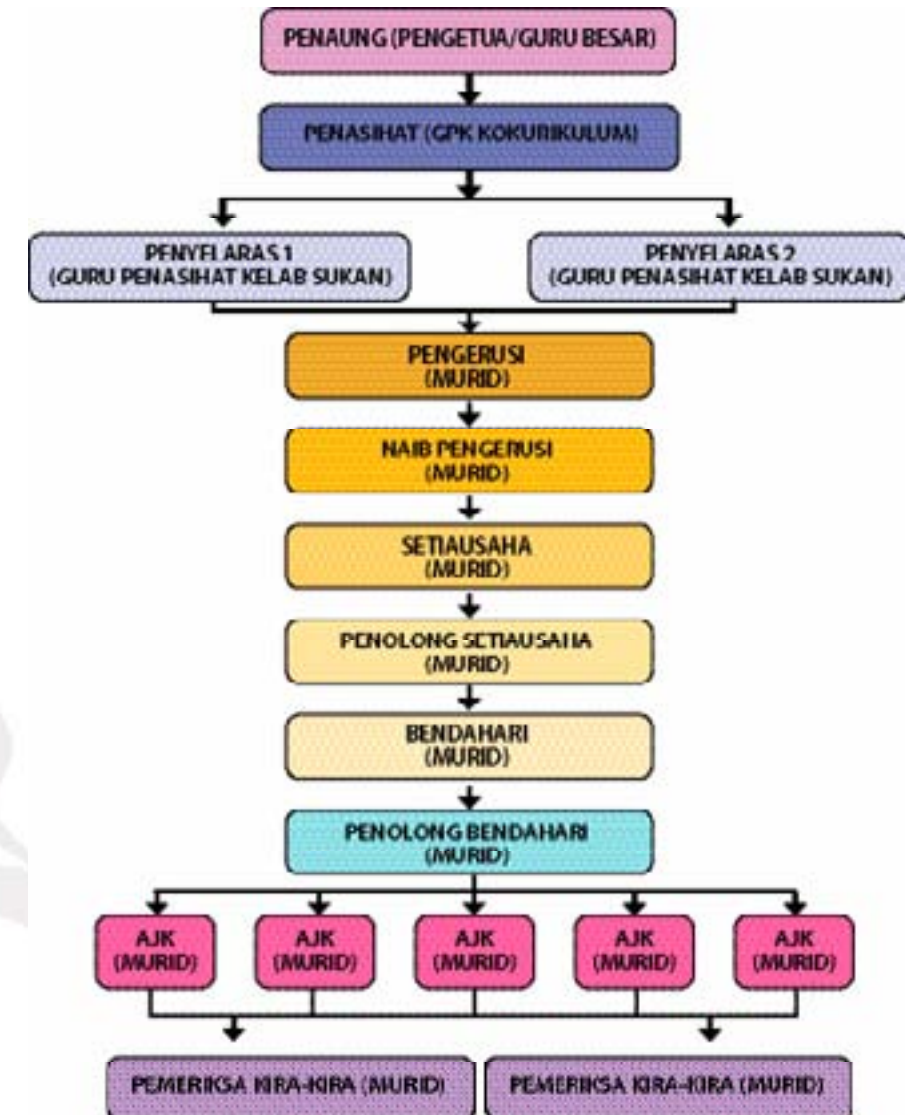 PENAUNG (PENGETUA/GURU BESAR)
PENASIHAT (GPK KOKURIKULUM)
PENYELARAS 1
(GURU PENASIHAT KELAB SUKAN)
PENYELARAS 2
(GURU PENASIHAT KELAB SUKAN)
PENGERUSI
(MURID)
NAIB PENGERUSI
(MURID)
SETIAUSAHA
(MURID)
PENOLONG SETIAUSAHA
(MURID)
BENDAHARI
(MURID)
PENOLONG BENDAHARI
(MURID)
AJK
(MURID)
AJK
(MURID)
AJK
(MURID)
AJK
(MURID)
AJK
(MURID)
PEMERIKSA KIRA-KIRA (MURID)
PEMERIKSA KIRA-KIRA (MURID)